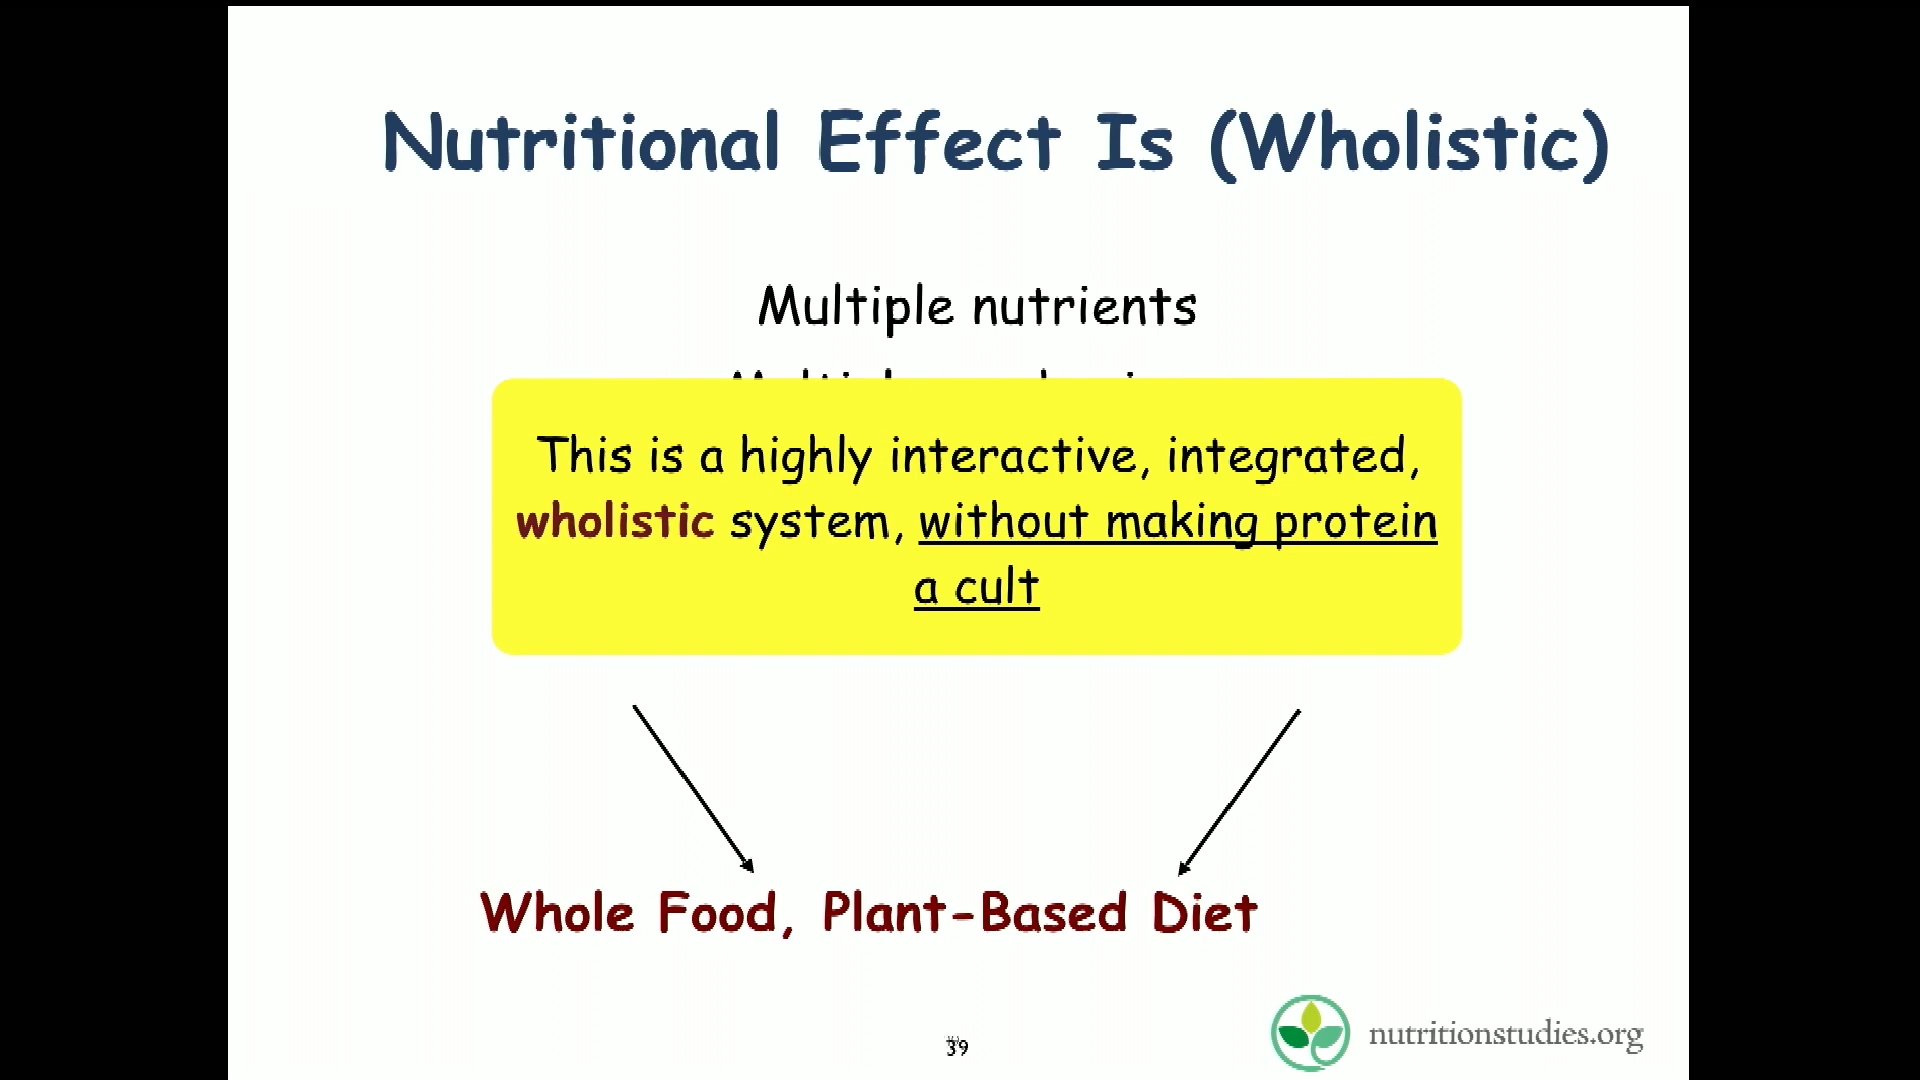 Nutritional Effect Is (Wholistic)
Multiple nutrients
This is a highly interactive, integrated,
wholistic system, without making protein
a cult
Whole Food, Plant-Based Diet
39
nutritionstudies.org